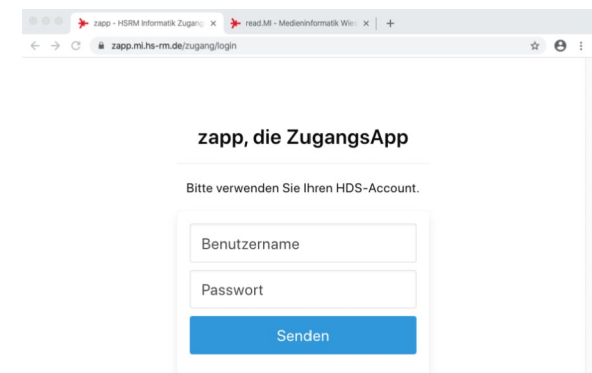 zapp - HSRM Informatik Zugang
read.MI - Medieninformatik Wies
zapp.mi.hs-rm.de/zugang/login
zapp, die ZugangsApp
Bitte verwenden Sie Ihren HDS-Account.
Benutzername
Passwort
Senden